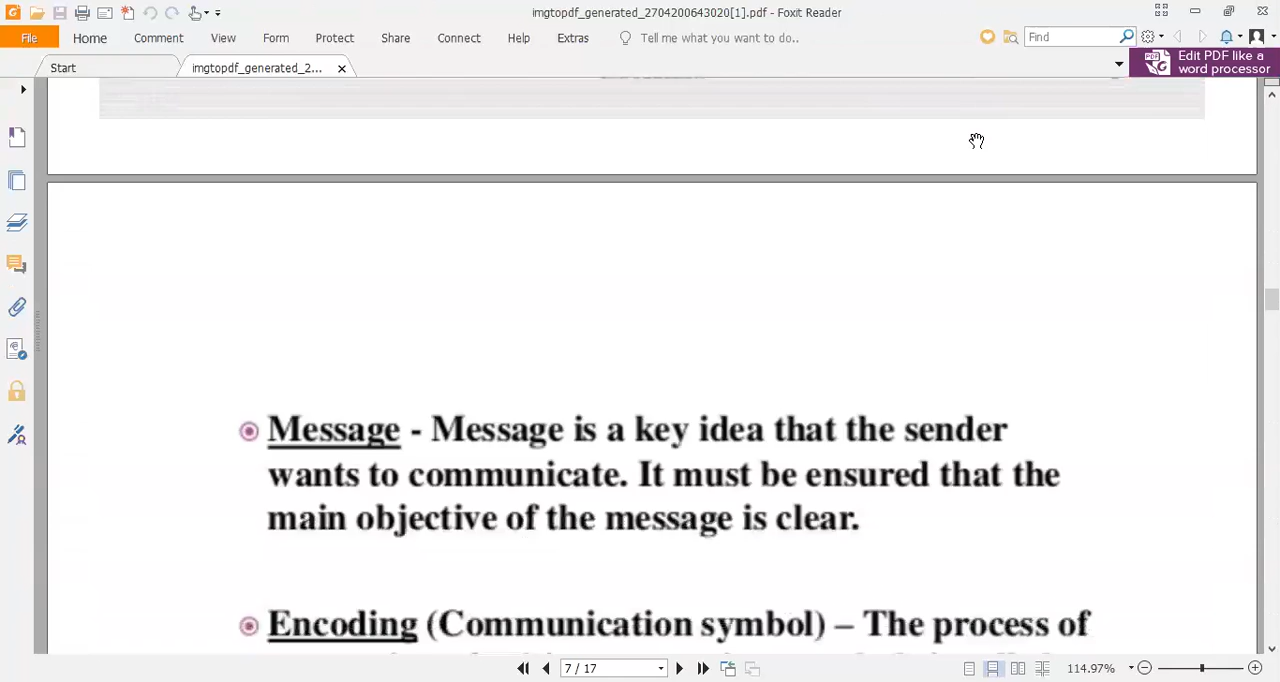 imgtopdf_generated_2704200643020[1].pdf - Foxit Reader
File Home Comment View Form Protect Share Connect Help Extras Tell me what you want to do.. Find
Start imgtopdf_generated_2...
Edit PDF like a
word processor
Message - Message is a key idea that the sender
wants to communicate. It must be ensured that the
main objective of the message is clear.
Encoding (Communication symbol) – The process of
7 / 17 114.97%